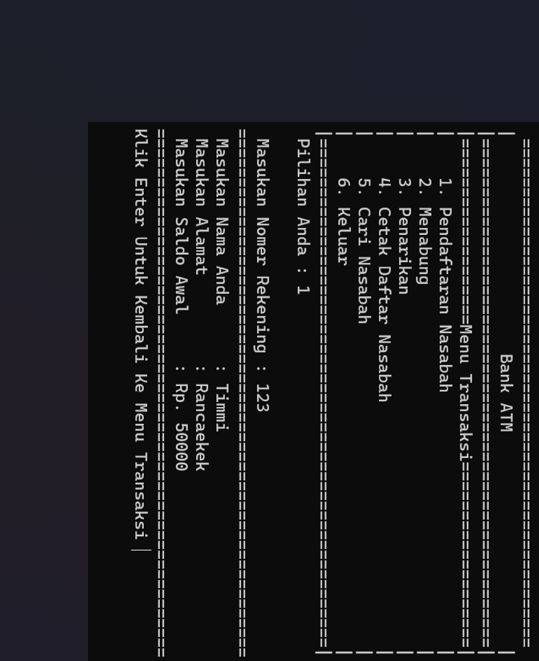 ==================================================
Bank ATM
==================================================
====================Menu Transaksi====================
1. Pendaftaran Nasabah
2. Menabung
3. Penarikan
4. Cetak Daftar Nasabah
5. Cari Nasabah
6. Keluar
==================================================
Pilihan Anda : 1
Masukan Nomer Rekening : 123
==================================================
Masukan Nama Anda : Timmi
Masukan Alamat : Rancaekek
Masukan Saldo Awal : Rp. 50000
==================================================
Klik Enter Untuk Kembali Ke Menu Transaksi